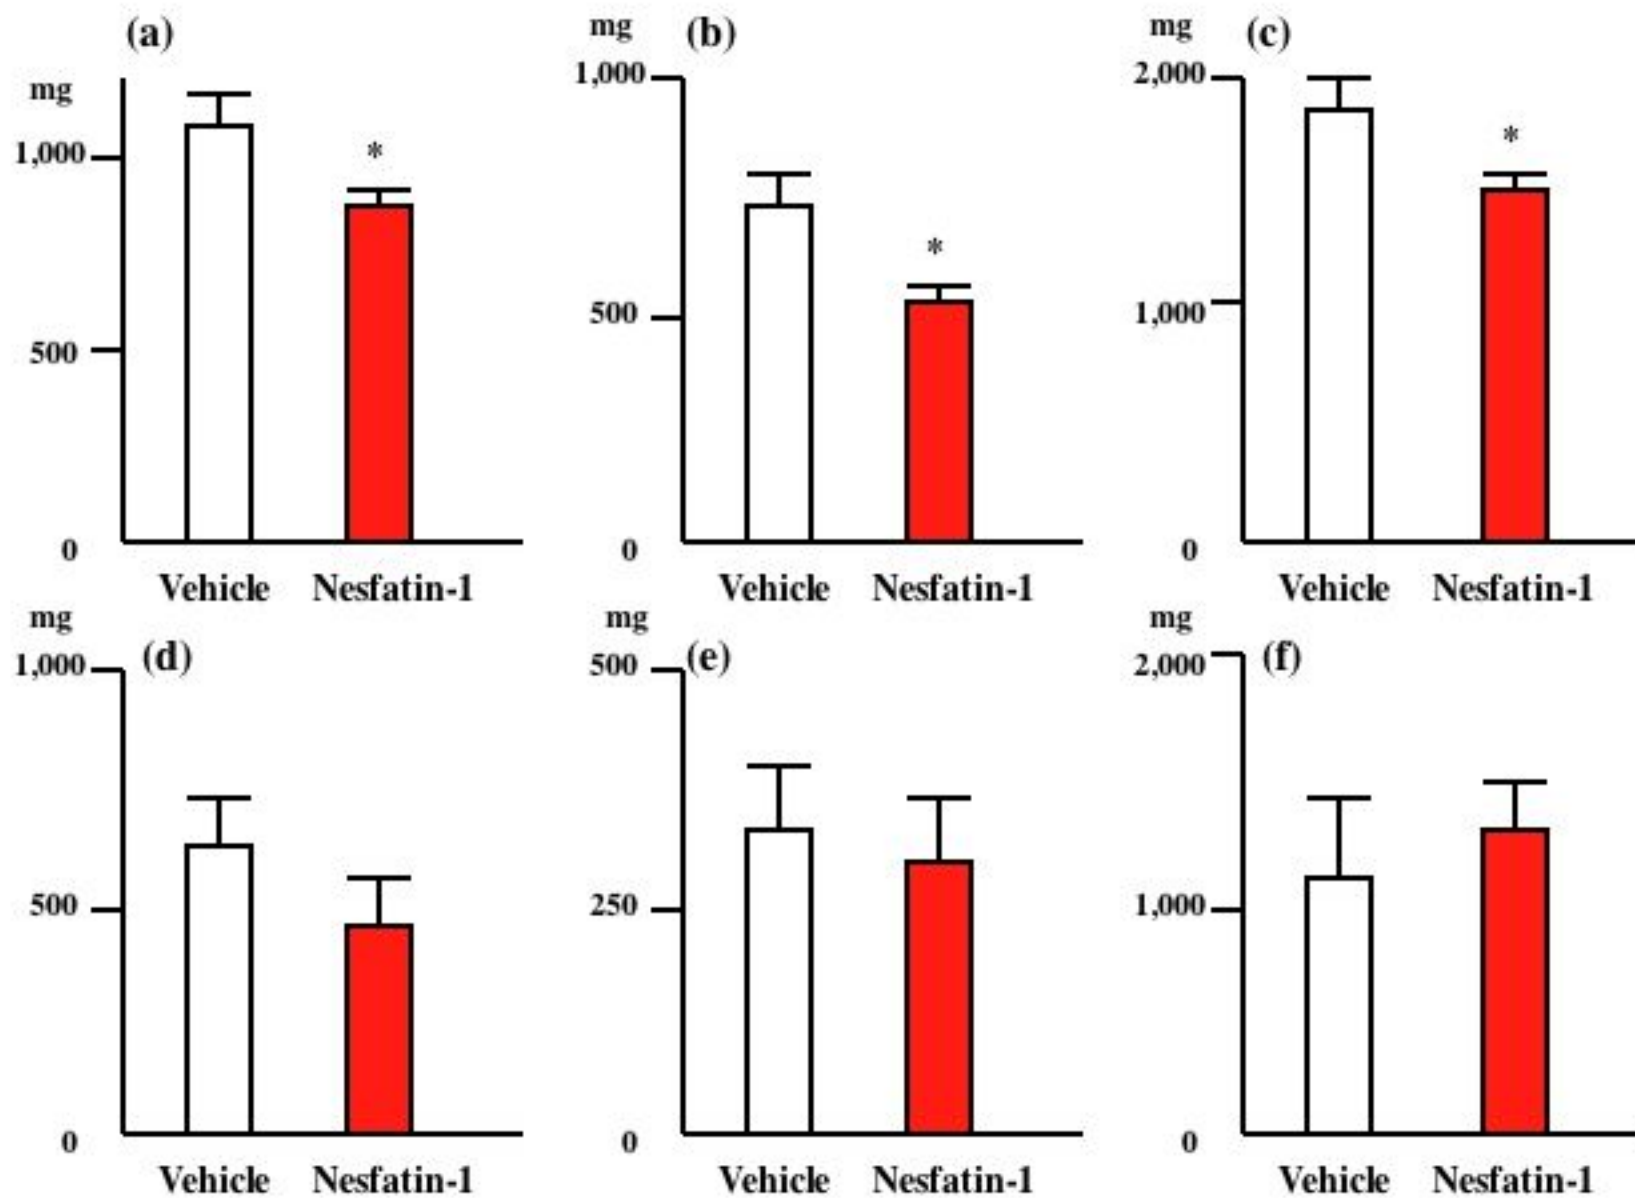 (a)
mg
1,000
*
500
0
Vehicle Nesfatin-1
mg
(b)
1,000
*
500
0
Vehicle Nesfatin-1
mg
(c)
2,000
*
1,000
0
Vehicle Nesfatin-1
mg
1,000
(d)
500
0
Vehicle Nesfatin-1
mg
500
(e)
250
0
Vehicle Nesfatin-1
mg
2,000
(f)
1,000
0
Vehicle Nesfatin-1